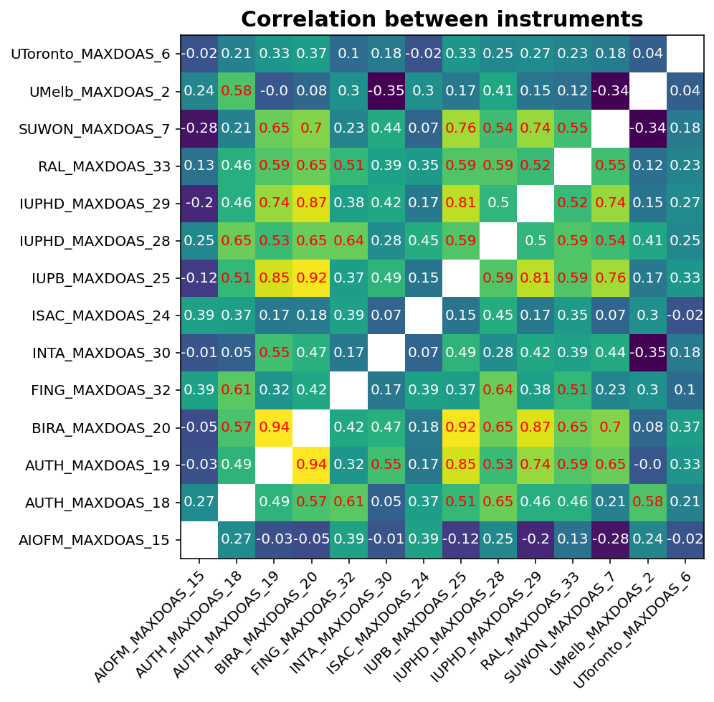 Correlation between instruments
UToronto_MAXDOAS_6 -0.02 0.21 0.33 0.37 0.1 0.18 -0.02 0.33 0.25 0.27 0.23 0.18 0.04
UMelb_MAXDOAS_2 0.24 0.58 -0.0 0.08 0.3 -0.35 0.3 0.17 0.41 0.15 0.12 -0.34 0.04
SUWON_MAXDOAS_7 -0.28 0.21 0.65 0.7 0.23 0.44 0.07 0.76 0.54 0.74 0.55 -0.34 0.18
RAL_MAXDOAS_33 0.13 0.46 0.59 0.65 0.51 0.39 0.35 0.59 0.59 0.52 0.55 0.12 0.23
IUPHD_MAXDOAS_29 -0.2 0.46 0.74 0.87 0.38 0.42 0.17 0.81 0.5 0.52 0.74 0.15 0.27
IUPHD_MAXDOAS_28 0.25 0.65 0.53 0.65 0.64 0.28 0.45 0.59 0.5 0.59 0.54 0.41 0.25
IUPB_MAXDOAS_25 -0.12 0.51 0.85 0.92 0.37 0.49 0.15 0.59 0.81 0.59 0.76 0.17 0.33
ISAC_MAXDOAS_24 0.39 0.37 0.17 0.18 0.39 0.07 0.15 0.45 0.17 0.35 0.07 0.3 -0.02
INTA_MAXDOAS_30 -0.01 0.05 0.55 0.47 0.17 0.07 0.49 0.28 0.42 0.39 0.44 -0.35 0.18
FING_MAXDOAS_32 0.39 0.61 0.32 0.42 0.17 0.39 0.37 0.64 0.38 0.51 0.23 0.3 0.1
BIRA_MAXDOAS_20 -0.05 0.57 0.94 0.42 0.47 0.18 0.92 0.65 0.87 0.65 0.7 0.08 0.37
AUTH_MAXDOAS_19 -0.03 0.49 0.94 0.32 0.55 0.17 0.85 0.53 0.74 0.59 0.65 -0.0 0.33
AUTH_MAXDOAS_18 0.27 0.49 0.57 0.61 0.05 0.37 0.51 0.65 0.46 0.46 0.21 0.58 0.21
AIOFM_MAXDOAS_15 0.27 -0.03 -0.05 0.39 -0.01 0.39 -0.12 0.25 -0.2 0.13 -0.28 0.24 -0.02
AIOFM_MAXDOAS_15
AUTH_MAXDOAS_18
AUTH_MAXDOAS_19
BIRA_MAXDOAS_20
FING_MAXDOAS_32
INTA_MAXDOAS_30
ISAC_MAXDOAS_24
IUPB_MAXDOAS_25
IUPHD_MAXDOAS_28
IUPHD_MAXDOAS_29
RAL_MAXDOAS_33
SUWON_MAXDOAS_7
UMelb_MAXDOAS_2
UToronto_MAXDOAS_6